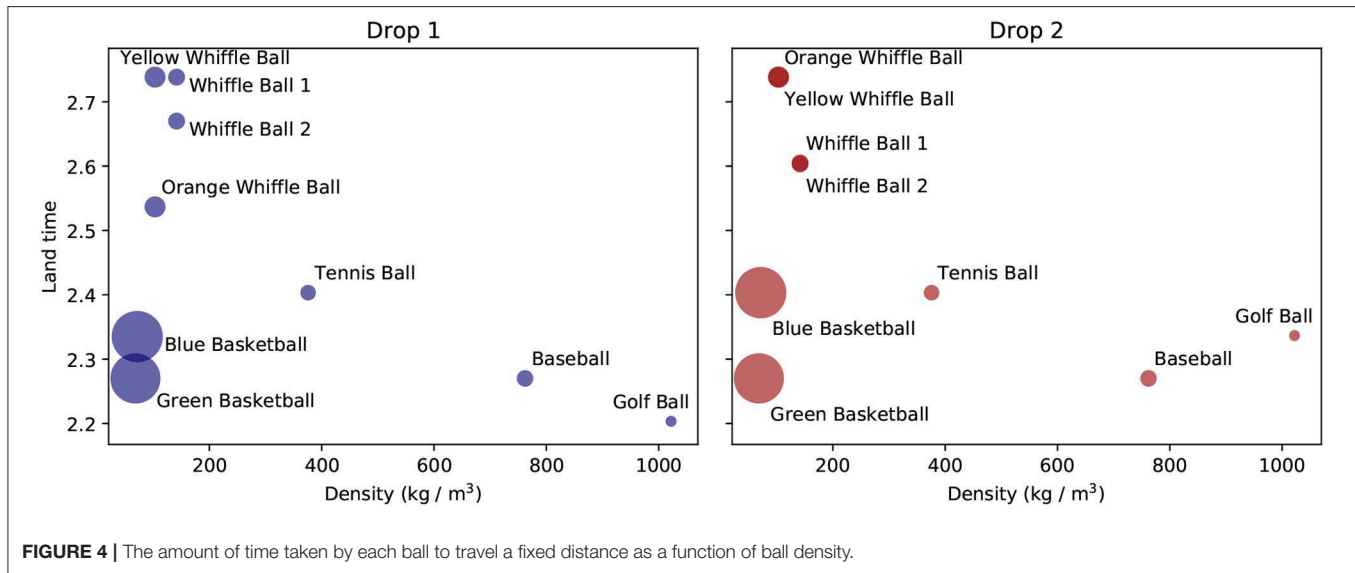 Drop 1
Yellow Whiffle Ball
Whiffle Ball 1
Whiffle Ball 2
Orange Whiffle Ball
Tennis Ball
Blue Basketball
Green Basketball
Baseball
Golf Ball
2.7
2.6
2.5
2.4
2.3
2.2
Land time
200 400 600 800 1000
Density (kg / m³)
Drop 2
Orange Whiffle Ball
Yellow Whiffle Ball
Whiffle Ball 1
Whiffle Ball 2
Tennis Ball
Golf Ball
Blue Basketball
Baseball
Green Basketball
200 400 600 800 1000
Density (kg / m³)
FIGURE 4 | The amount of time taken by each ball to travel a fixed distance as a function of ball density.